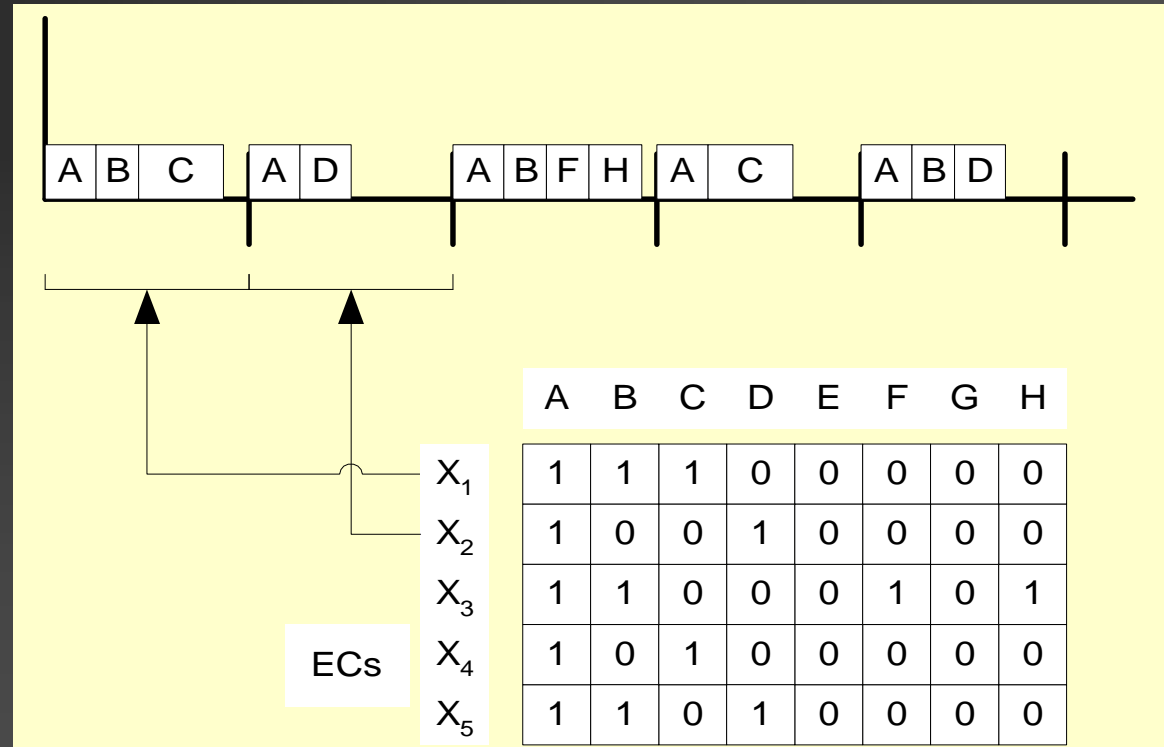 A B C A D A B F H A C A B D
A B C D E F G H
X₁ 1 1 1 0 0 0 0 0
X₂ 1 0 0 1 0 0 0 0
X₃ 1 1 0 0 0 1 0 1
ECs X₄ 1 0 1 0 0 0 0 0
X₅ 1 1 0 1 0 0 0 0